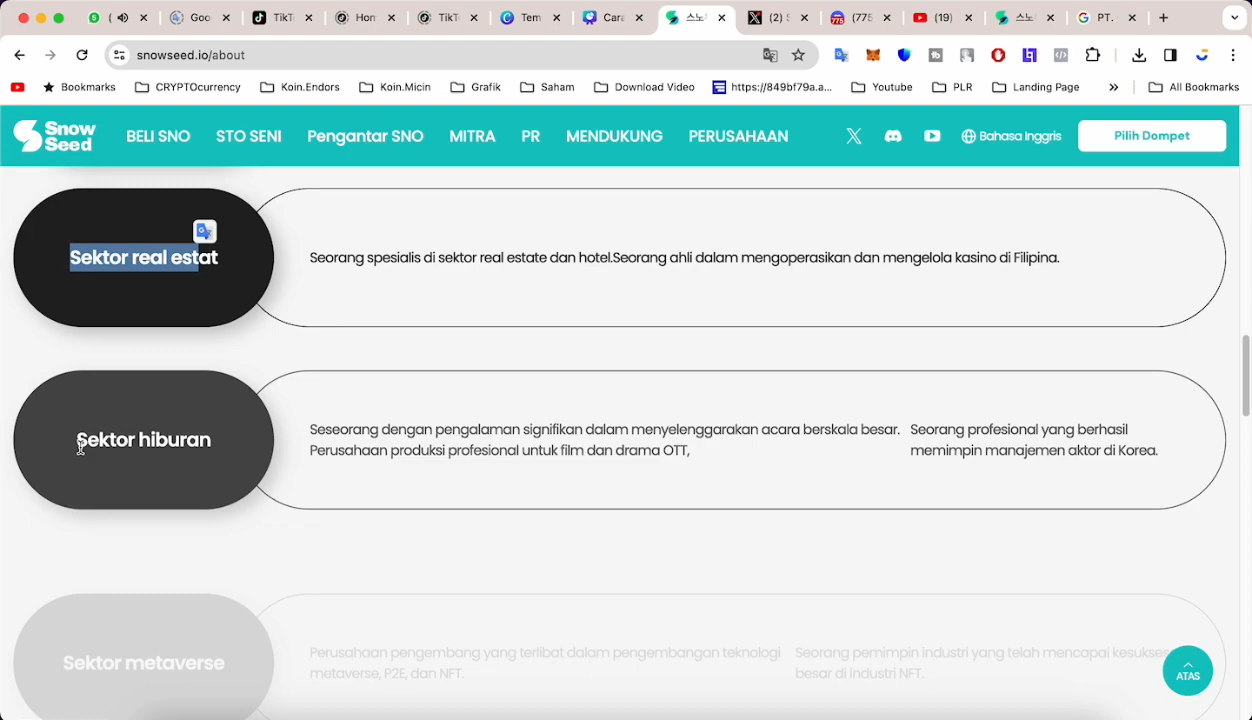 (
Goo
TikT
Hon
TikT
Tem
Cara
스노
(2) S
(775
(19)
스노
PT.
snowseed.io/about
Bookmarks
CRYPTOcurrency
Koin.Endors
Koin.Micin
Grafik
Saham
Download Video
https://849bf79a.a...
Youtube
PLR
Landing Page
»
All Bookmarks
Snow
Seed
BELI SNO
STO SENI
Pengantar SNO
MITRA
PR
MENDUKUNG
PERUSAHAAN
Bahasa Inggris
Pilih Dompet
Sektor real estat
Seorang spesialis di sektor real estate dan hotel.Seorang ahli dalam mengoperasikan dan mengelola kasino di Filipina.
Sektor hiburan
Seseorang dengan pengalaman signifikan dalam menyelenggarakan acara berskala besar.
Perusahaan produksi profesional untuk film dan drama OTT,
Seorang profesional yang berhasil
memimpin manajemen aktor di Korea.
Sektor metaverse
Perusahaan pengembang yang terlibat dalam pengembangan teknologi
metaverse, P2E, dan NFT.
Seorang pemimpin industri yang telah mencapai kesukses
besar di industri NFT.
ATAS